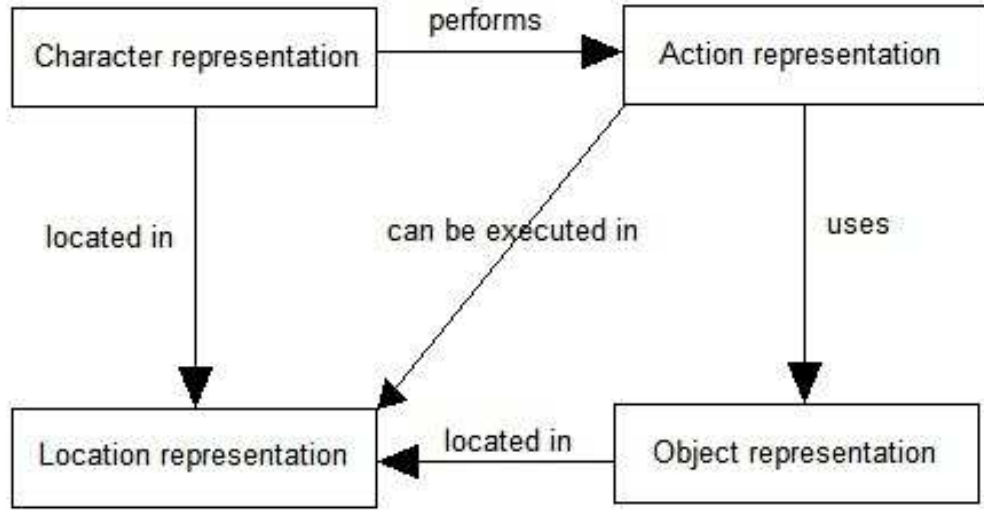 performs
Character representation
Action representation
located in
can be executed in
uses
Location representation
located in
Object representation